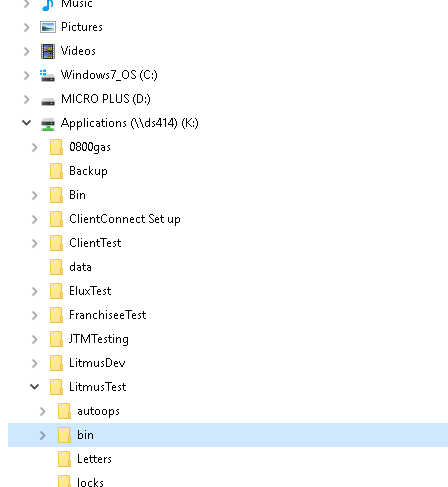 Music
Pictures
Videos
Windows7_OS (C:)
MICRO PLUS (D:)
Applications (\\ds414) (K:)
0800gas
Backup
Bin
ClientConnect Set up
ClientTest
data
EluxTest
FranchiseeTest
JTMTesting
LitmusDev
LitmusTest
autoops
bin
Letters
locks